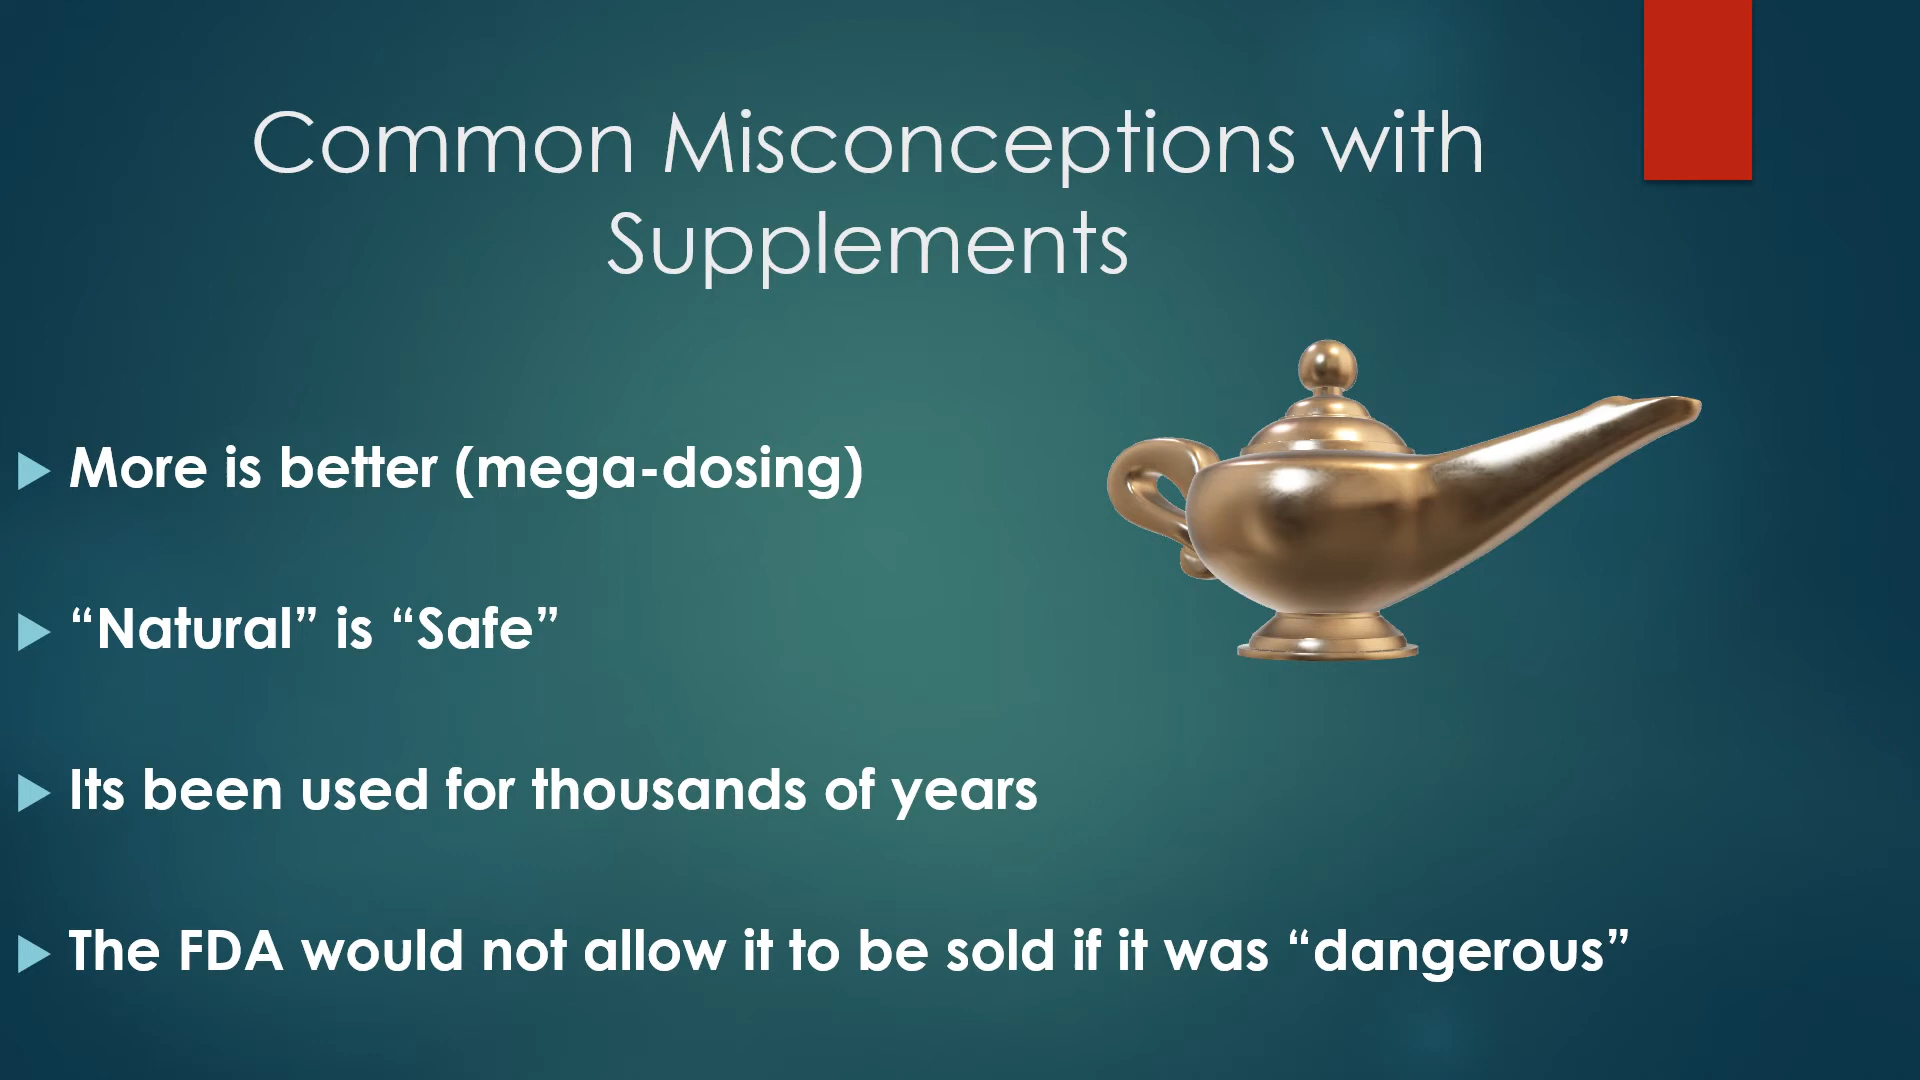 Common Misconceptions with
Supplements
More is better (mega-dosing)
“Natural” is “Safe”
Its been used for thousands of years
The FDA would not allow it to be sold if it was “dangerous”